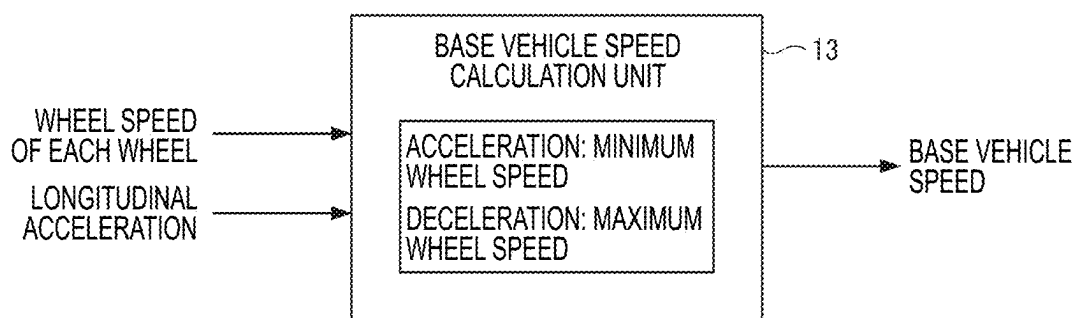 BASE VEHICLE SPEED
CALCULATION UNIT
13
WHEEL SPEED
OF EACH WHEEL
LONGITUDINAL
ACCELERATION
ACCELERATION: MINIMUM
WHEEL SPEED
DECELERATION: MAXIMUM
WHEEL SPEED
BASE VEHICLE
SPEED